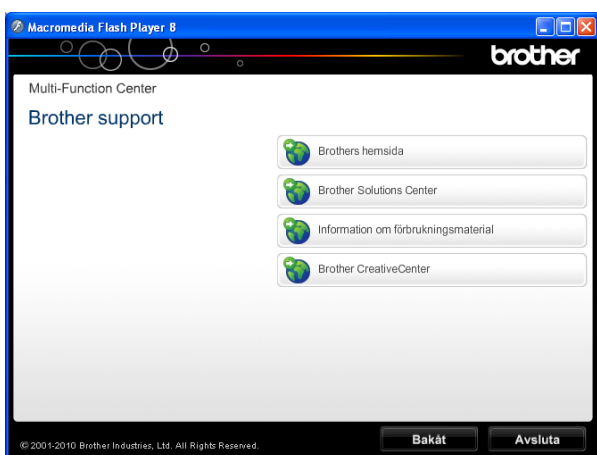 Macromedia Flash Player 8
brother
Multi-Function Center
Brother support
Brothers hemsida
Brother Solutions Center
Information om förbrukningsmaterial
Brother CreativeCenter
© 2001-2010 Brother Industries, Ltd. All Rights Reserved.
Bakåt
Avsluta